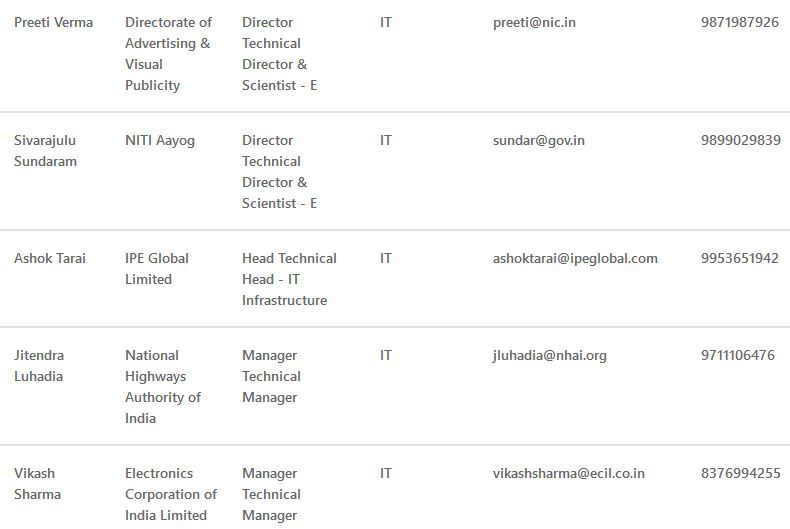 Preeti Verma Directorate of Director IT preeti@nic.in 9871987926
Advertising & Technical
Visual Director &
Publicity Scientist - E
Sivarajulu NITI Aayog Director IT sundar@gov.in 9899029839
Sundaram Technical
Director &
Scientist - E
Ashok Tarai IPE Global Head Technical IT ashoktarai@ipeglobal.com 9953651942
Limited Head - IT
Infrastructure
Jitendra National Manager IT jluhadia@nhai.org 9711106476
Luhadia Highways Technical
Authority of Manager
India
Vikash Electronics Manager IT vikashsharma@ecil.co.in 8376994255
Sharma Corporation of Technical
India Limited Manager